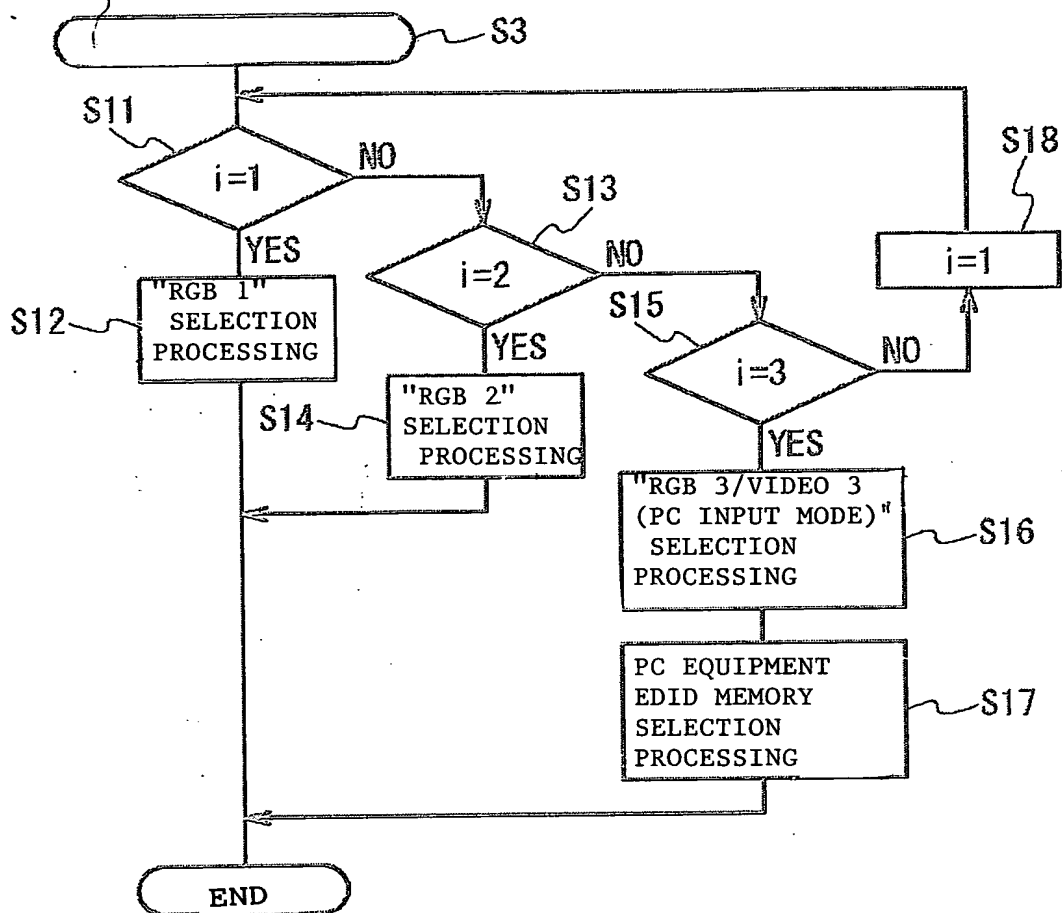 S3
S11
i=1
NO
YES
S12
"RGB 1"
SELECTION
PROCESSING
S13
i=2
NO
YES
S14
"RGB 2"
SELECTION
PROCESSING
S15
i=3
NO
YES
S18
i=1
"RGB 3/VIDEO 3
(PC INPUT MODE)"
SELECTION
PROCESSING
S16
PC EQUIPMENT
EDID MEMORY
SELECTION
PROCESSING
S17
END